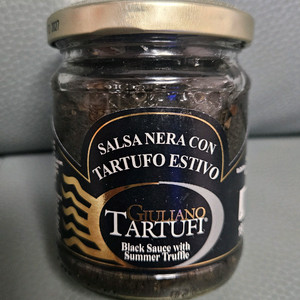 SALSA NERA CON
TARTUFO ESTIVO
GIULIANO
TARTUFI®
Black Sauce with
Summer Truffle